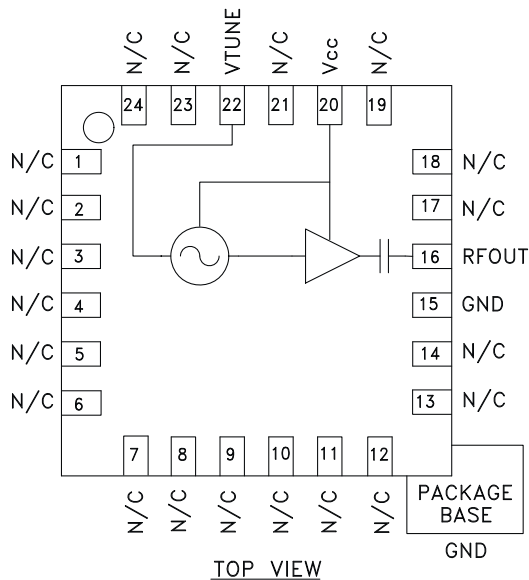 N/C N/C VTUNE N/C Vcc N/C
24 23 22 21 20 19
N/C 1
N/C 2
N/C 3
N/C 4
N/C 5
N/C 6
18 N/C
17 N/C
16 RFOUT
15 GND
14 N/C
13 N/C
7 8 9 10 11 12
N/C N/C N/C N/C N/C N/C
PACKAGE
BASE
GND
TOP VIEW